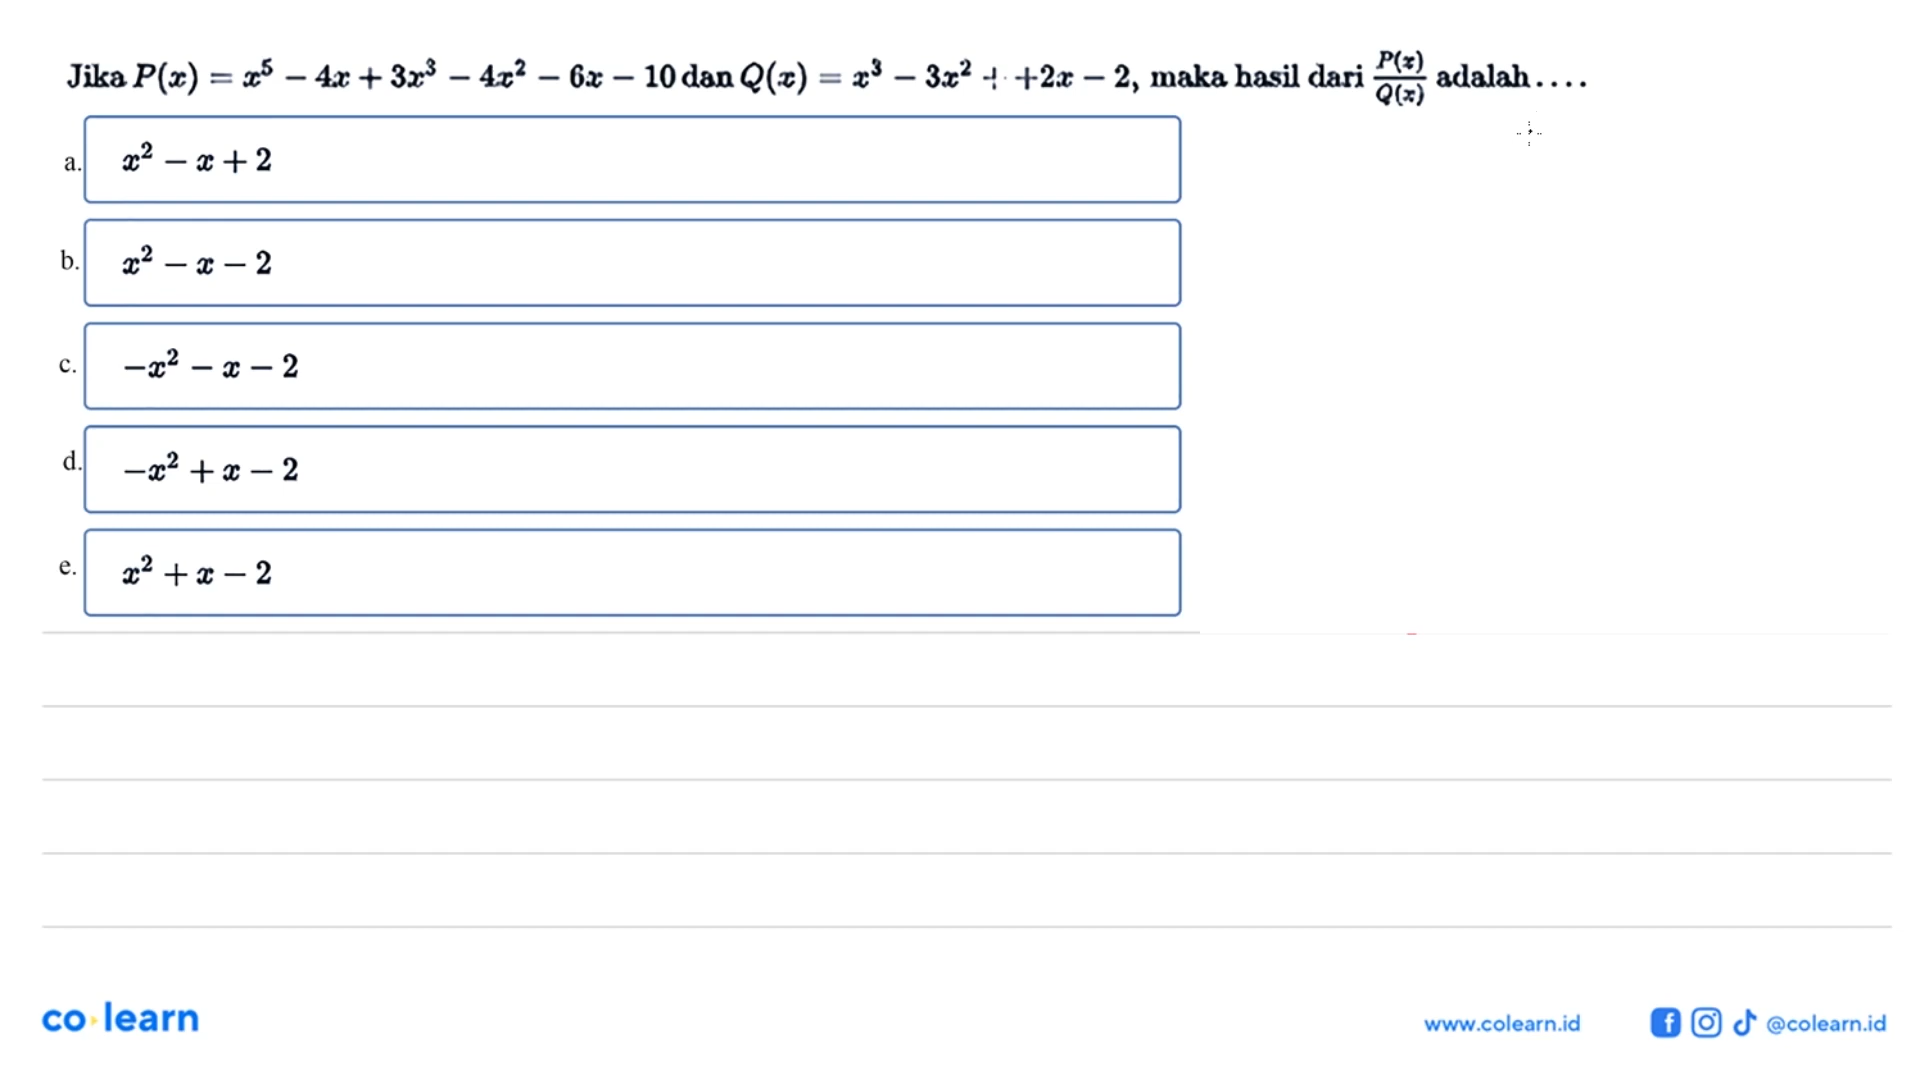 Jika P(x) = x⁵ − 4x + 3x³ − 4x² − 6x − 10 dan Q(x) = x³ − 3x² + +2x − 2, maka hasil dari P(x)/Q(x) adalah....
a. x² − x + 2
b. x² − x − 2
c. −x² − x − 2
d. −x² + x − 2
e. x² + x − 2
co learn
www.colearn.id
@colearn.id